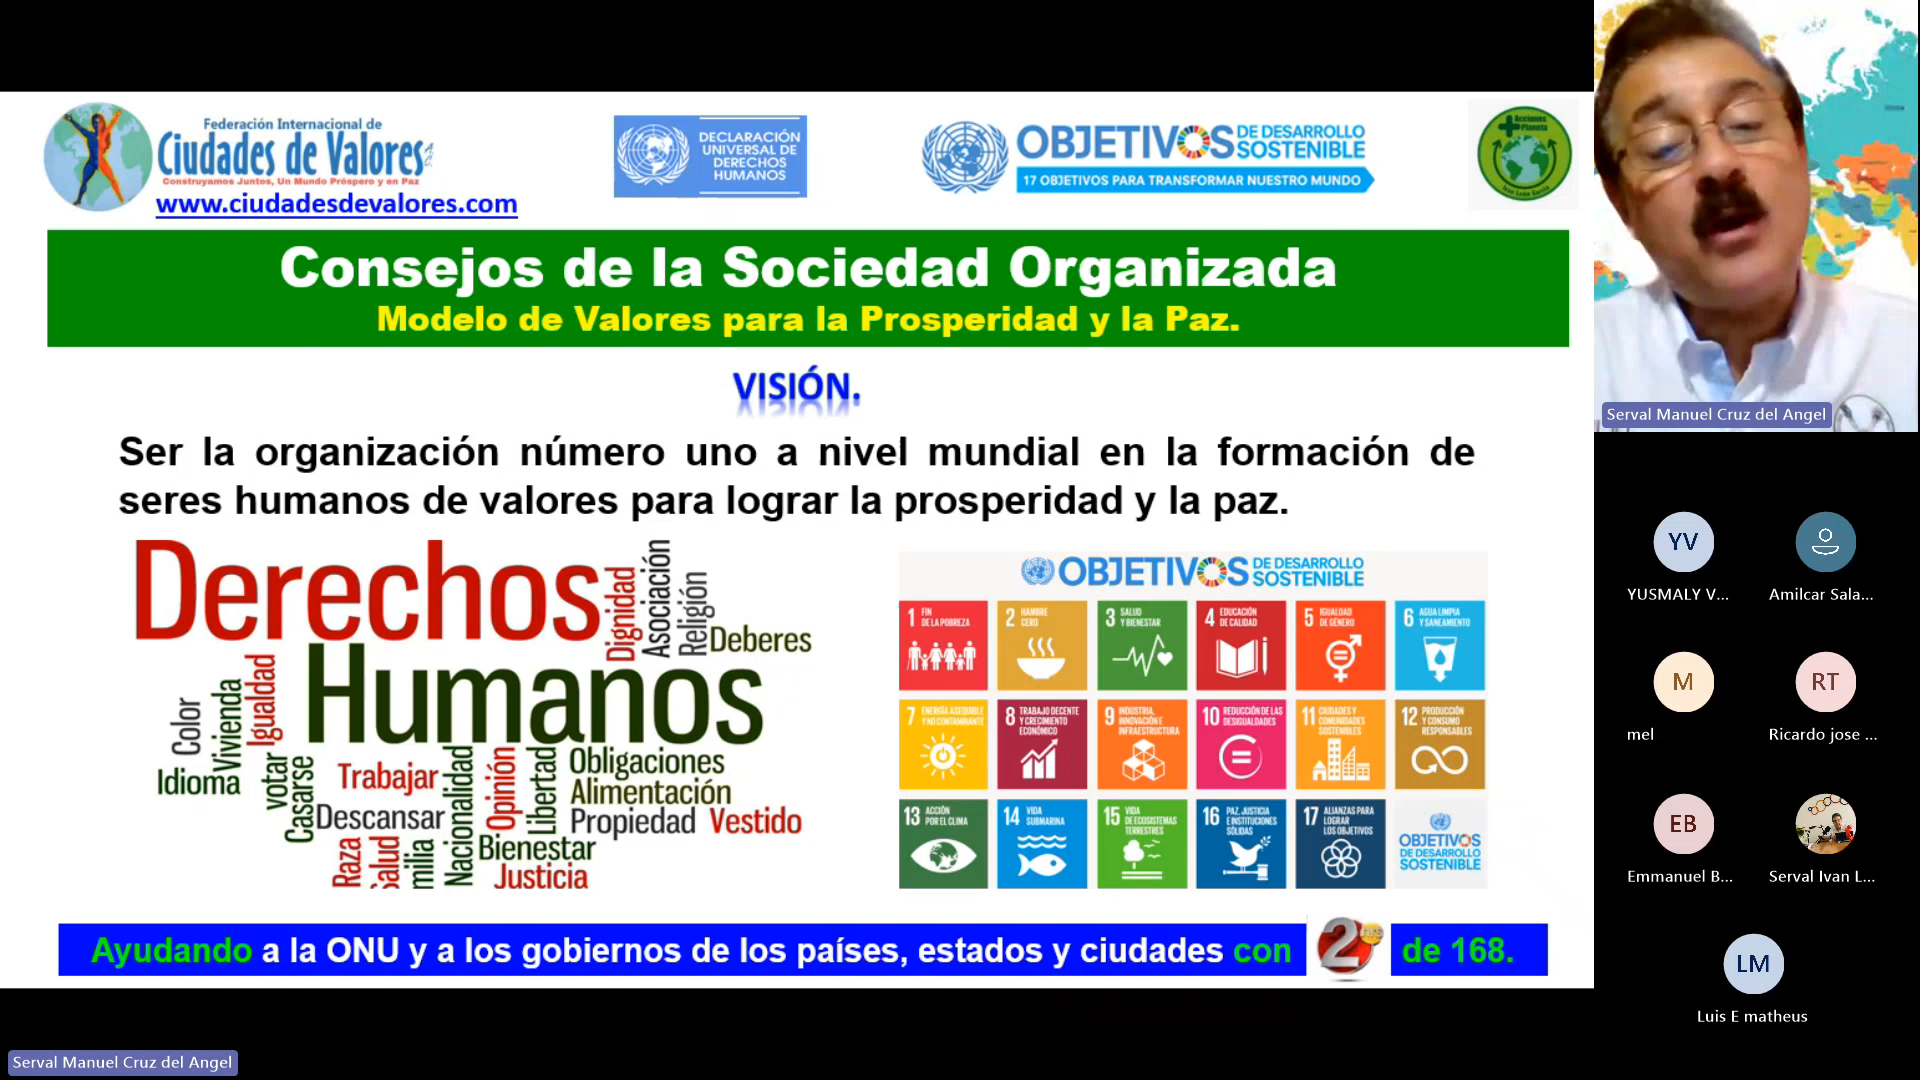 Federación Internacional de
Ciudades de Valores
Construyamos Juntos, Un Mundo Próspero y en Paz
www.ciudadesdevalores.com
DECLARACIÓN
UNIVERSAL DE
DERECHOS
HUMANOS
OBJETIVOS DE DESARROLLO
SOSTENIBLE
17 OBJETIVOS PARA TRANSFORMAR NUESTRO MUNDO
Acciones
Planeta
Consejos de la Sociedad Organizada
Modelo de Valores para la Prosperidad y la Paz.
VISIÓN.
Ser la organización número uno a nivel mundial en la formación de
seres humanos de valores para lograr la prosperidad y la paz.
Derechos
Humanos
Dignidad
Asociación
Religión
Deberes
Color
Vivienda
Igualdad
Idioma
votar
Casarse
Trabajar
Descansar
Raza
Salud
milia
Nacionalidad
Opinión
Libertad
Obligaciones
Alimentación
Propiedad
Vestido
Bienestar
Justicia
OBJETIVOS DE DESARROLLO
SOSTENIBLE
1 FIN
DE LA POBREZA
2 HAMBRE
CERO
3 SALUD
Y BIENESTAR
4 EDUCACIÓN
DE CALIDAD
5 IGUALDAD
DE GÉNERO
6 AGUA LIMPIA
Y SANEAMIENTO
7 ENERGÍA ASEQUIBLE
Y NO CONTAMINANTE
8 TRABAJO DECENTE
Y CRECIMIENTO
ECONÓMICO
9 INDUSTRIA,
INNOVACIÓN E
INFRAESTRUCTURA
10 REDUCCIÓN DE LAS
DESIGUALDADES
11 CIUDADES Y
COMUNIDADES
SOSTENIBLES
12 PRODUCCIÓN
Y CONSUMO
RESPONSABLES
13 ACCIÓN
POR EL CLIMA
14 VIDA
SUBMARINA
15 VIDA
DE ECOSISTEMAS
TERRESTRES
16 PAZ, JUSTICIA
E INSTITUCIONES
SÓLIDAS
17 ALIANZAS PARA
LOGRAR
LOS OBJETIVOS
OBJETIVOS
DE DESARROLLO
SOSTENIBLE
Ayudando a la ONU y a los gobiernos de los países, estados y ciudades con 2 de 168.
Serval Manuel Cruz del Angel
YV
YUSMALY V...
Amilcar Sala...
M
mel
RT
Ricardo jose ...
EB
Emmanuel B...
Serval Ivan L...
LM
Luis E matheus
Serval Manuel Cruz del Angel